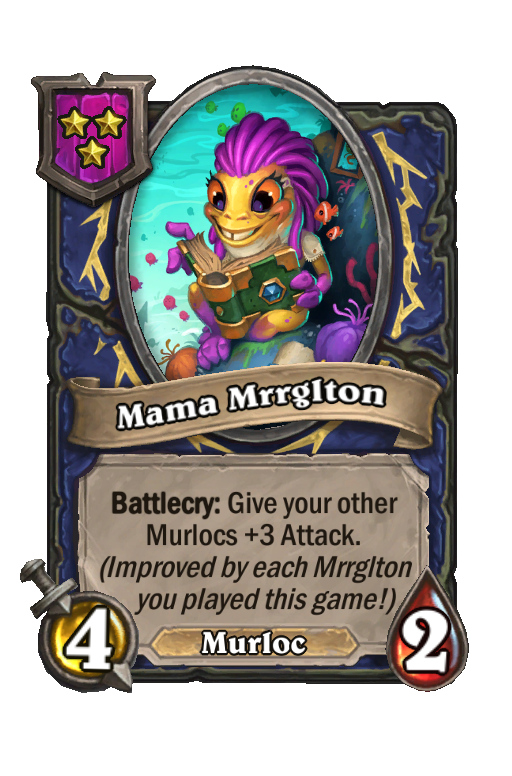 Mama Mrrglton
Battlecry: Give your other
Murlocs +3 Attack.
(Improved by each Mrrglton
you played this game!)
4
Murloc
2